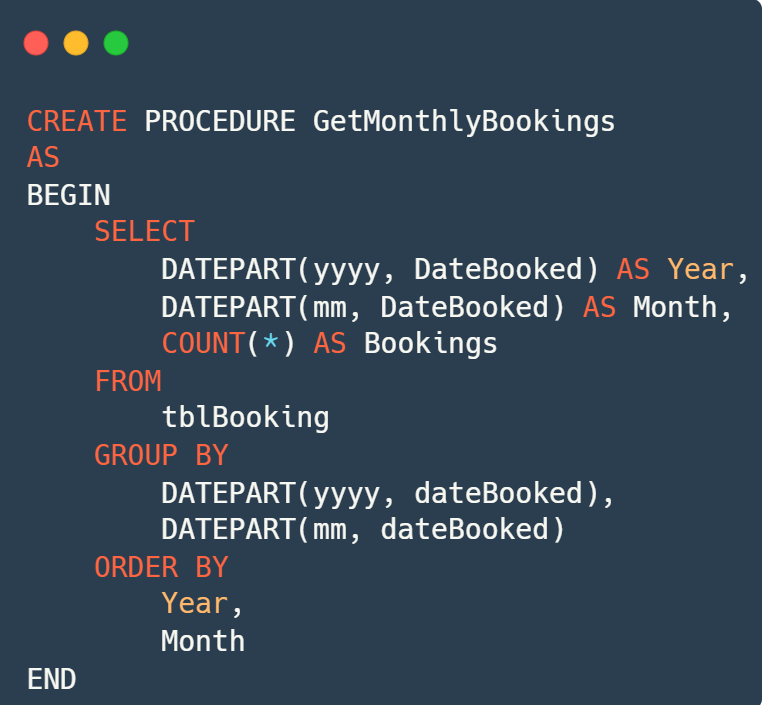 CREATE PROCEDURE GetMonthlyBookings
AS
BEGIN
    SELECT
        DATEPART(yyyy, DateBooked) AS Year,
        DATEPART(mm, DateBooked) AS Month,
        COUNT(*) AS Bookings
    FROM
        tblBooking
    GROUP BY
        DATEPART(yyyy, dateBooked),
        DATEPART(mm, dateBooked)
    ORDER BY
        Year,
        Month
END